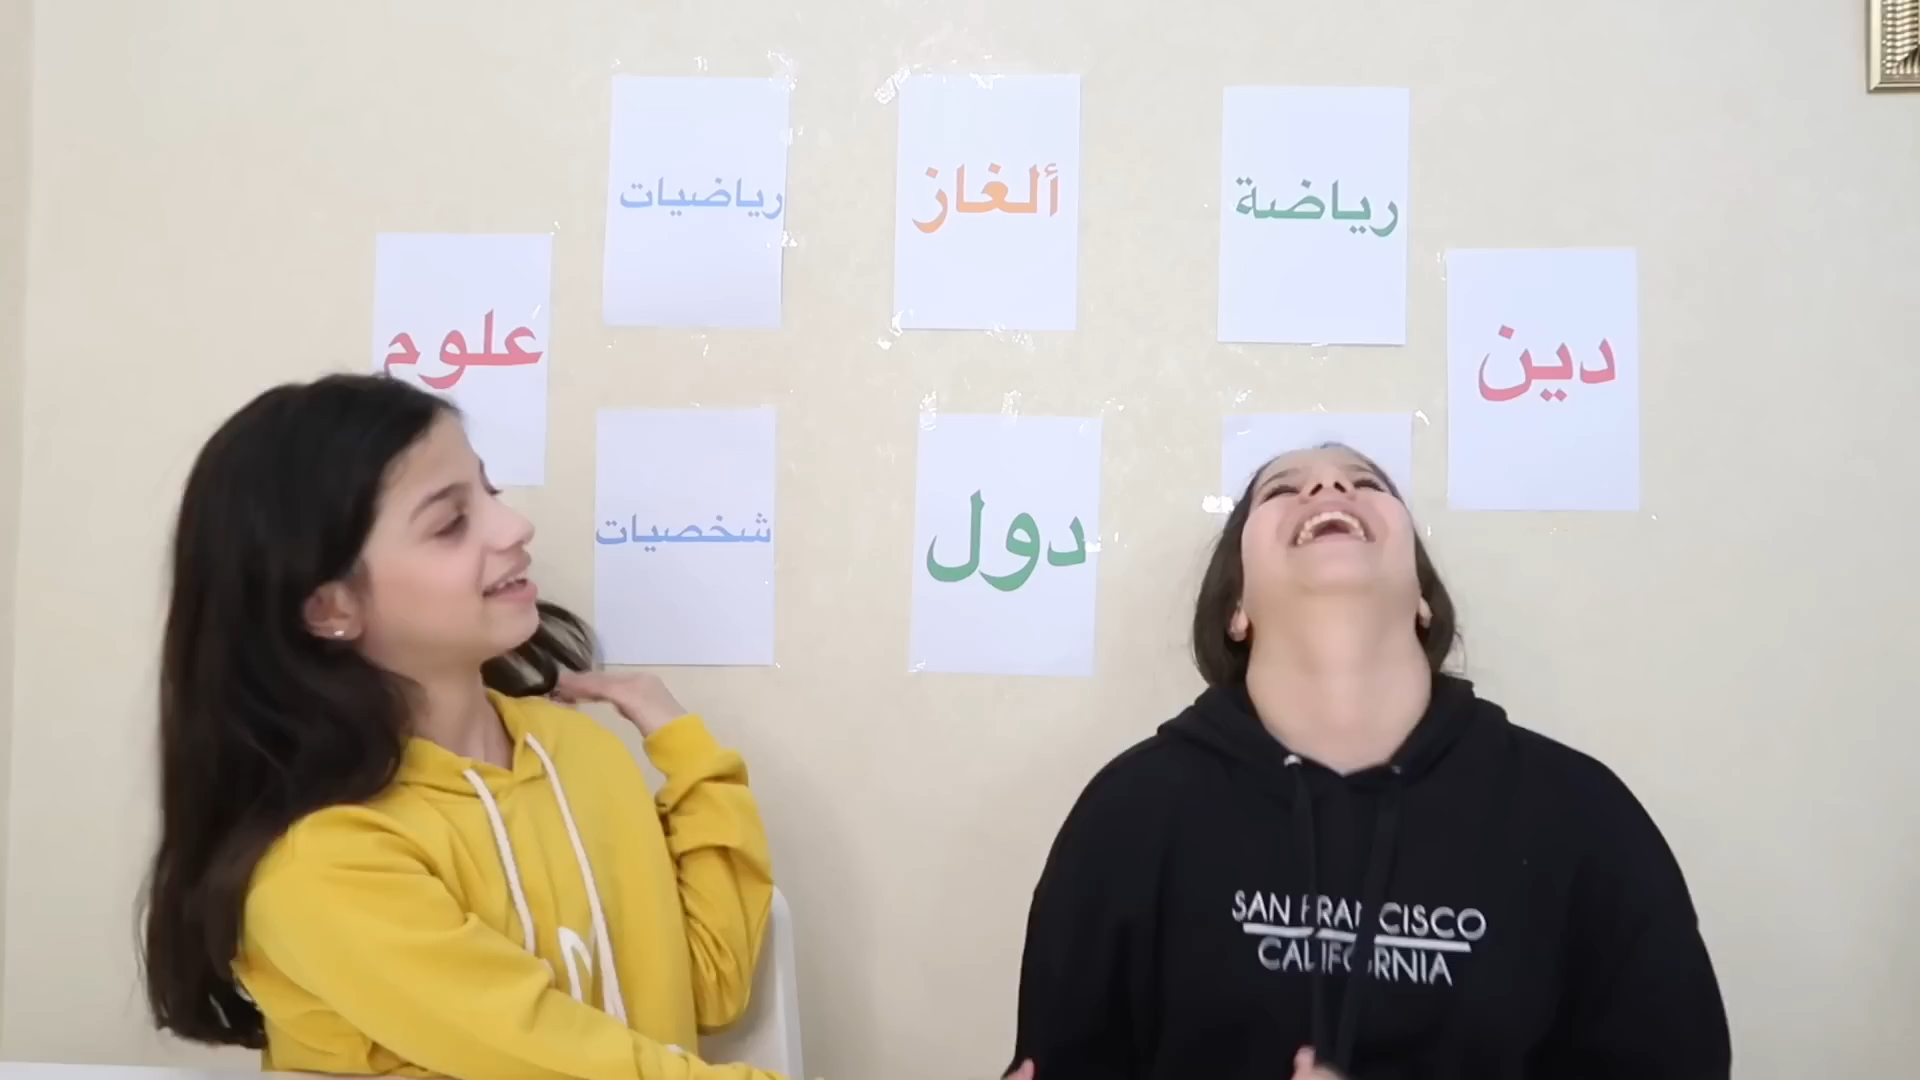 رياضة
ألغاز
رياضيات
دين
علوم
دول
شخصيات
SAN FRANCISCO
CALIFORNIA